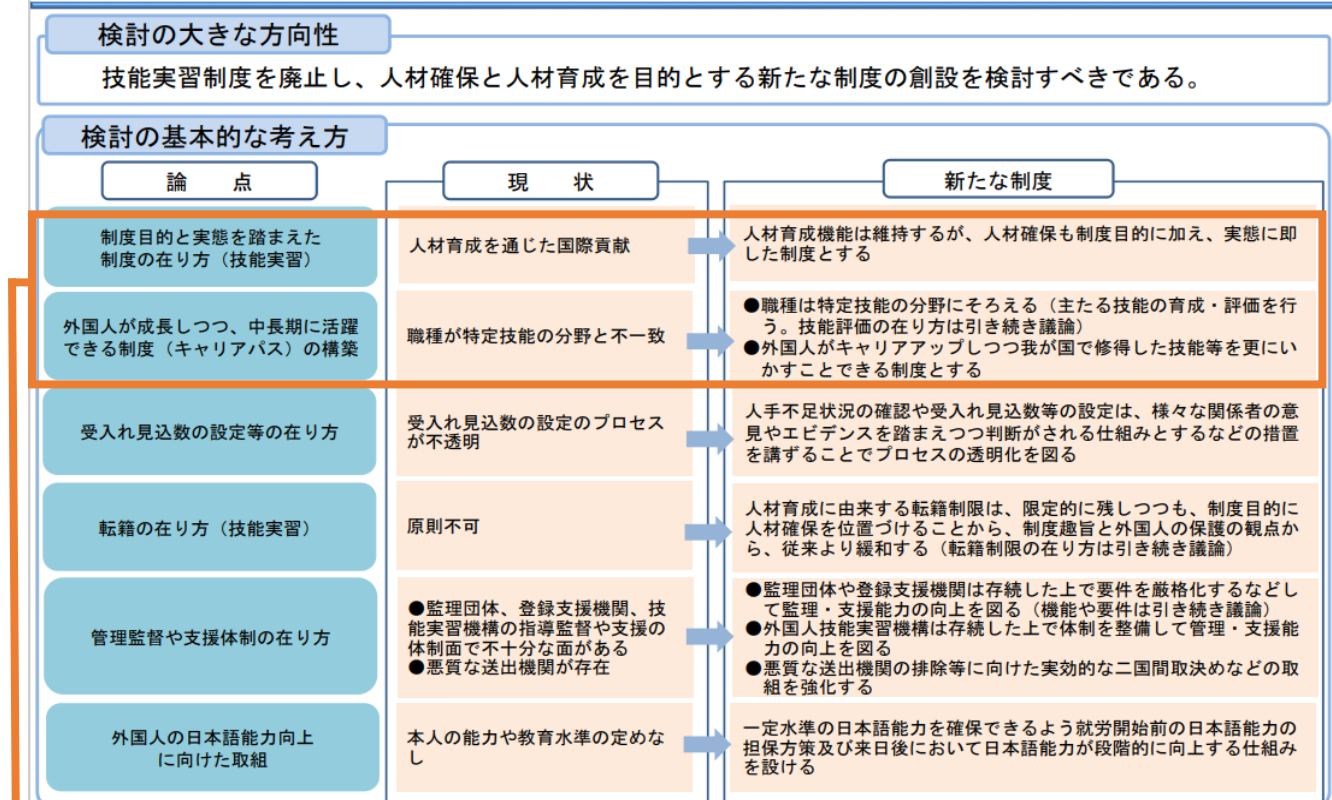 検討の大きな方向性
技能実習制度を廃止し、人材確保と人材育成を目的とする新たな制度の創設を検討すべきである。
検討の基本的な考え方
論　点
現　状
新たな制度
制度目的と実態を踏まえた
制度の在り方（技能実習）
人材育成を通じた国際貢献
人材育成機能は維持するが、人材確保も制度目的に加え、実態に即
した制度とする
外国人が成長しつつ、中長期に活躍
できる制度（キャリアパス）の構築
職種が特定技能の分野と不一致
●職種は特定技能の分野にそろえる（主たる技能の育成・評価を行
う。技能評価の在り方は引き続き議論）
●外国人がキャリアアップしつつ我が国で修得した技能等を更にい
かすことできる制度とする
受入れ見込数の設定等の在り方
受入れ見込数の設定のプロセス
が不透明
人手不足状況の確認や受入れ見込数等の設定は、様々な関係者の意
見やエビデンスを踏まえつつ判断がされる仕組みとするなどの措置
を講ずることでプロセスの透明化を図る
転籍の在り方（技能実習）
原則不可
人材育成に由来する転籍制限は、限定的に残しつつも、制度目的に
人材確保を位置づけることから、制度趣旨と外国人の保護の観点か
ら、従来より緩和する（転籍制限の在り方は引き続き議論）
管理監督や支援体制の在り方
●監理団体、登録支援機関、技
能実習機構の指導監督や支援の
体制面で不十分な面がある
●悪質な送出機関が存在
●監理団体や登録支援機関は存続した上で要件を厳格化するなどし
て監理・支援能力の向上を図る（機能や要件は引き続き議論）
●外国人技能実習機構は存続した上で体制を整備して管理・支援能
力の向上を図る
●悪質な送出機関の排除等に向けた実効的な二国間取決めなどの取
組を強化する
外国人の日本語能力向上
に向けた取組
本人の能力や教育水準の定めな
し
一定水準の日本語能力を確保できるよう就労開始前の日本語能力の
担保方策及び来日後において日本語能力が段階的に向上する仕組み
を設ける